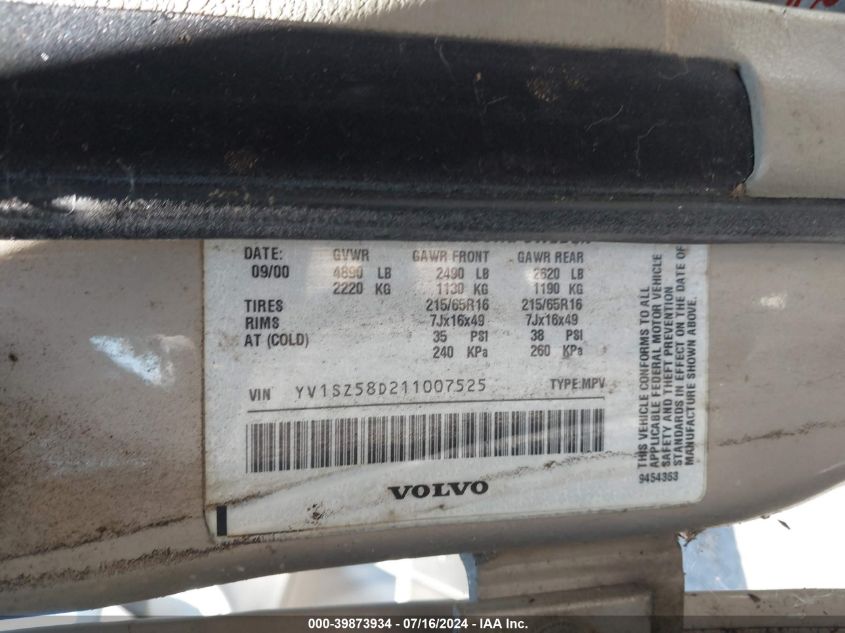 DATE: GVWR GAWR FRONT GAWR REAR
09/00 4890 LB 2490 LB 2620 LB
2220 KG 1130 KG 1190 KG
TIRES 215/65R16 215/65R16
RIMS 7Jx16x49 7Jx16x49
AT (COLD) 35 PSI 38 PSI
240 KPa 260 KPa
VIN YV1SZ58D211007525 TYPE:MPV
VOLVO
THIS VEHICLE CONFORMS TO ALL
APPLICABLE FEDERAL MOTOR VEHICLE
SAFETY AND THEFT PREVENTION
STANDARDS IN EFFECT ON THE DATE OF
MANUFACTURE SHOWN ABOVE.
9454363
000-39873934 - 07/16/2024 - IAA Inc.